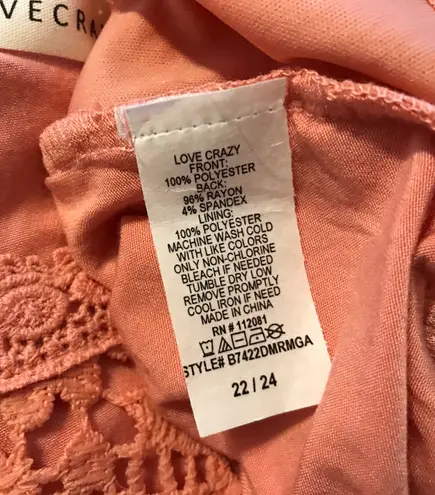 VECRA
LOVE CRAZY
FRONT:
100% POLYESTER
BACK:
96% RAYON
4% SPANDEX
LINING:
100% POLYESTER
MACHINE WASH COLD
WITH LIKE COLORS
ONLY NON-CHLORINE
BLEACH IF NEEDED
TUMBLE DRY LOW
REMOVE PROMPTLY
COOL IRON IF NEED
MADE IN CHINA
RN # 112081
STYLE# B7422DMRMGA
22 / 24